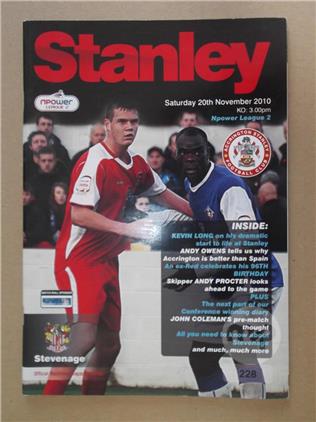 Stanley
npower
LEAGUE 2
Saturday 20th November 2010
KO: 3.00pm
Npower League 2
ACCRINGTON STANLEY
FOOTBALL CLUB
INSIDE:
KEVIN LONG on his dramatic
start to life at Stanley
ANDY OWENS tells us why
Accrington is better than Spain
An ex-Red celebrates his 96TH
BIRTHDAY
Skipper ANDY PROCTER looks
ahead to the game
PLUS
The next part of our
Conference winning diary
JOHN COLEMAN'S pre-match
thought
All you need to know about
Stevenage
and much, much more
Stevenage
Official
228